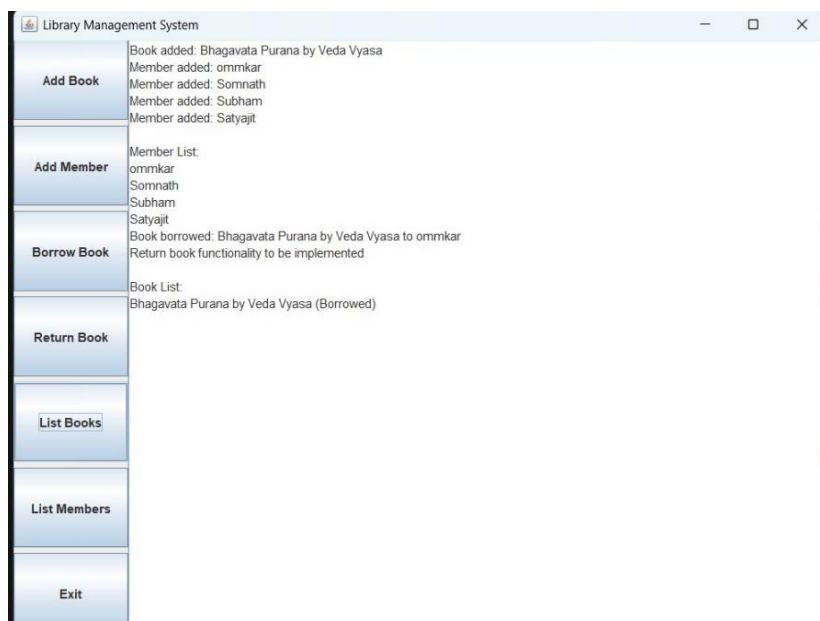 Library Management System
Add Book
Add Member
Borrow Book
Return Book
List Books
List Members
Exit
Book added: Bhagavata Purana by Veda Vyasa
Member added: ommkar
Member added: Somnath
Member added: Subham
Member added: Satyajit
Member List:
ommkar
Somnath
Subham
Satyajit
Book borrowed: Bhagavata Purana by Veda Vyasa to ommkar
Return book functionality to be implemented
Book List:
Bhagavata Purana by Veda Vyasa (Borrowed)